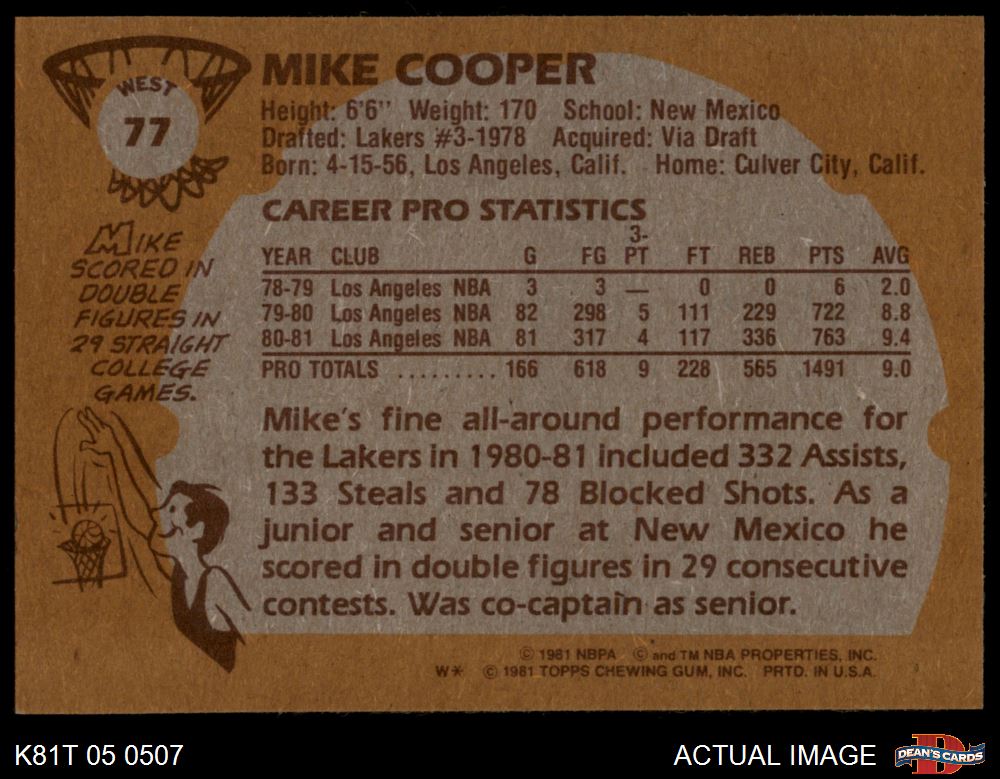 WEST
77
MIKE COOPER
Height: 6'6" Weight: 170 School: New Mexico
Drafted: Lakers #3-1978 Acquired: Via Draft
Born: 4-15-56, Los Angeles, Calif. Home: Culver City, Calif.
MIKE
SCORED IN
DOUBLE
FIGURES IN
29 STRAIGHT
COLLEGE
GAMES.
CAREER PRO STATISTICS
YEAR CLUB G FG 3-PT FT REB PTS AVG
78-79 Los Angeles NBA 3 3 — 0 0 6 2.0
79-80 Los Angeles NBA 82 298 5 111 229 722 8.8
80-81 Los Angeles NBA 81 317 4 117 336 763 9.4
PRO TOTALS .......... 166 618 9 228 565 1491 9.0
Mike's fine all-around performance for
the Lakers in 1980-81 included 332 Assists,
133 Steals and 78 Blocked Shots. As a
junior and senior at New Mexico he
scored in double figures in 29 consecutive
contests. Was co-captain as senior.
© 1981 NBPA © and TM NBA PROPERTIES, INC.
W* © 1981 TOPPS CHEWING GUM, INC. PRTD. IN U.S.A.
K81T 05 0507 ACTUAL IMAGE DEAN'S CARDS